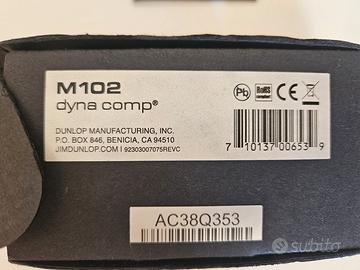 M102
dyna comp®
Pb
RoHS
CE
DUNLOP MANUFACTURING, INC.
P.O. BOX 846, BENICIA, CA 94510
JIMDUNLOP.COM | 92303007075REVC
7 10137 00653 9
AC38Q353
subito